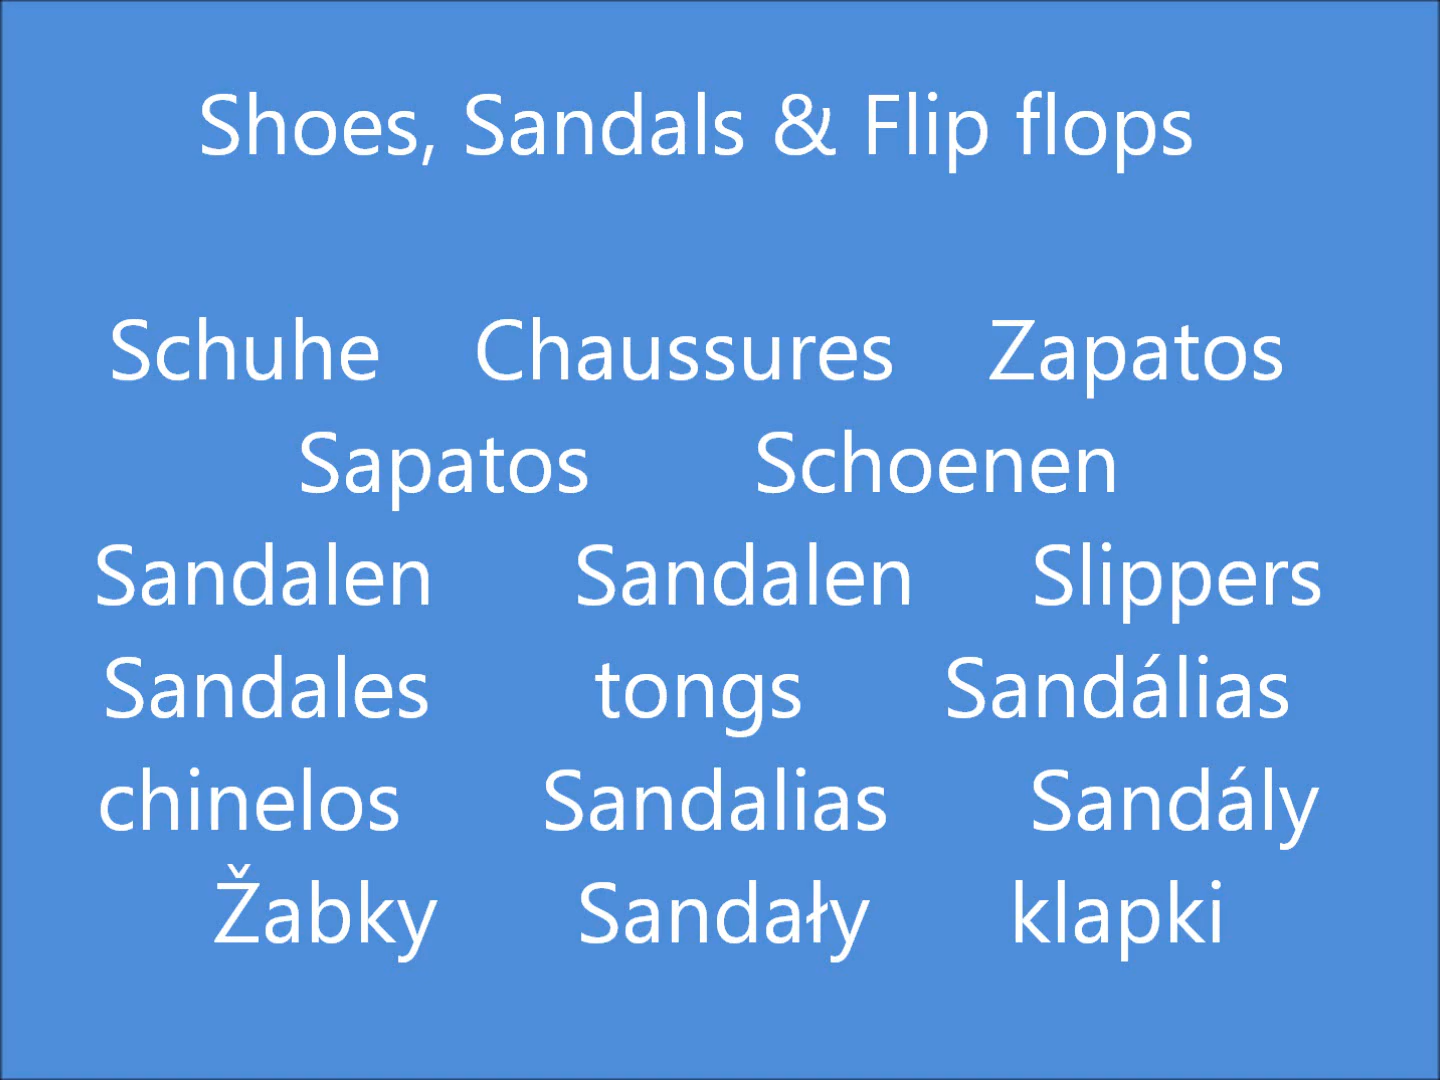 Shoes, Sandals & Flip flops
Schuhe Chaussures Zapatos
Sapatos Schoenen
Sandalen Sandalen Slippers
Sandales tongs Sandálias
chinelos Sandalias Sandály
Žabky Sandały klapki